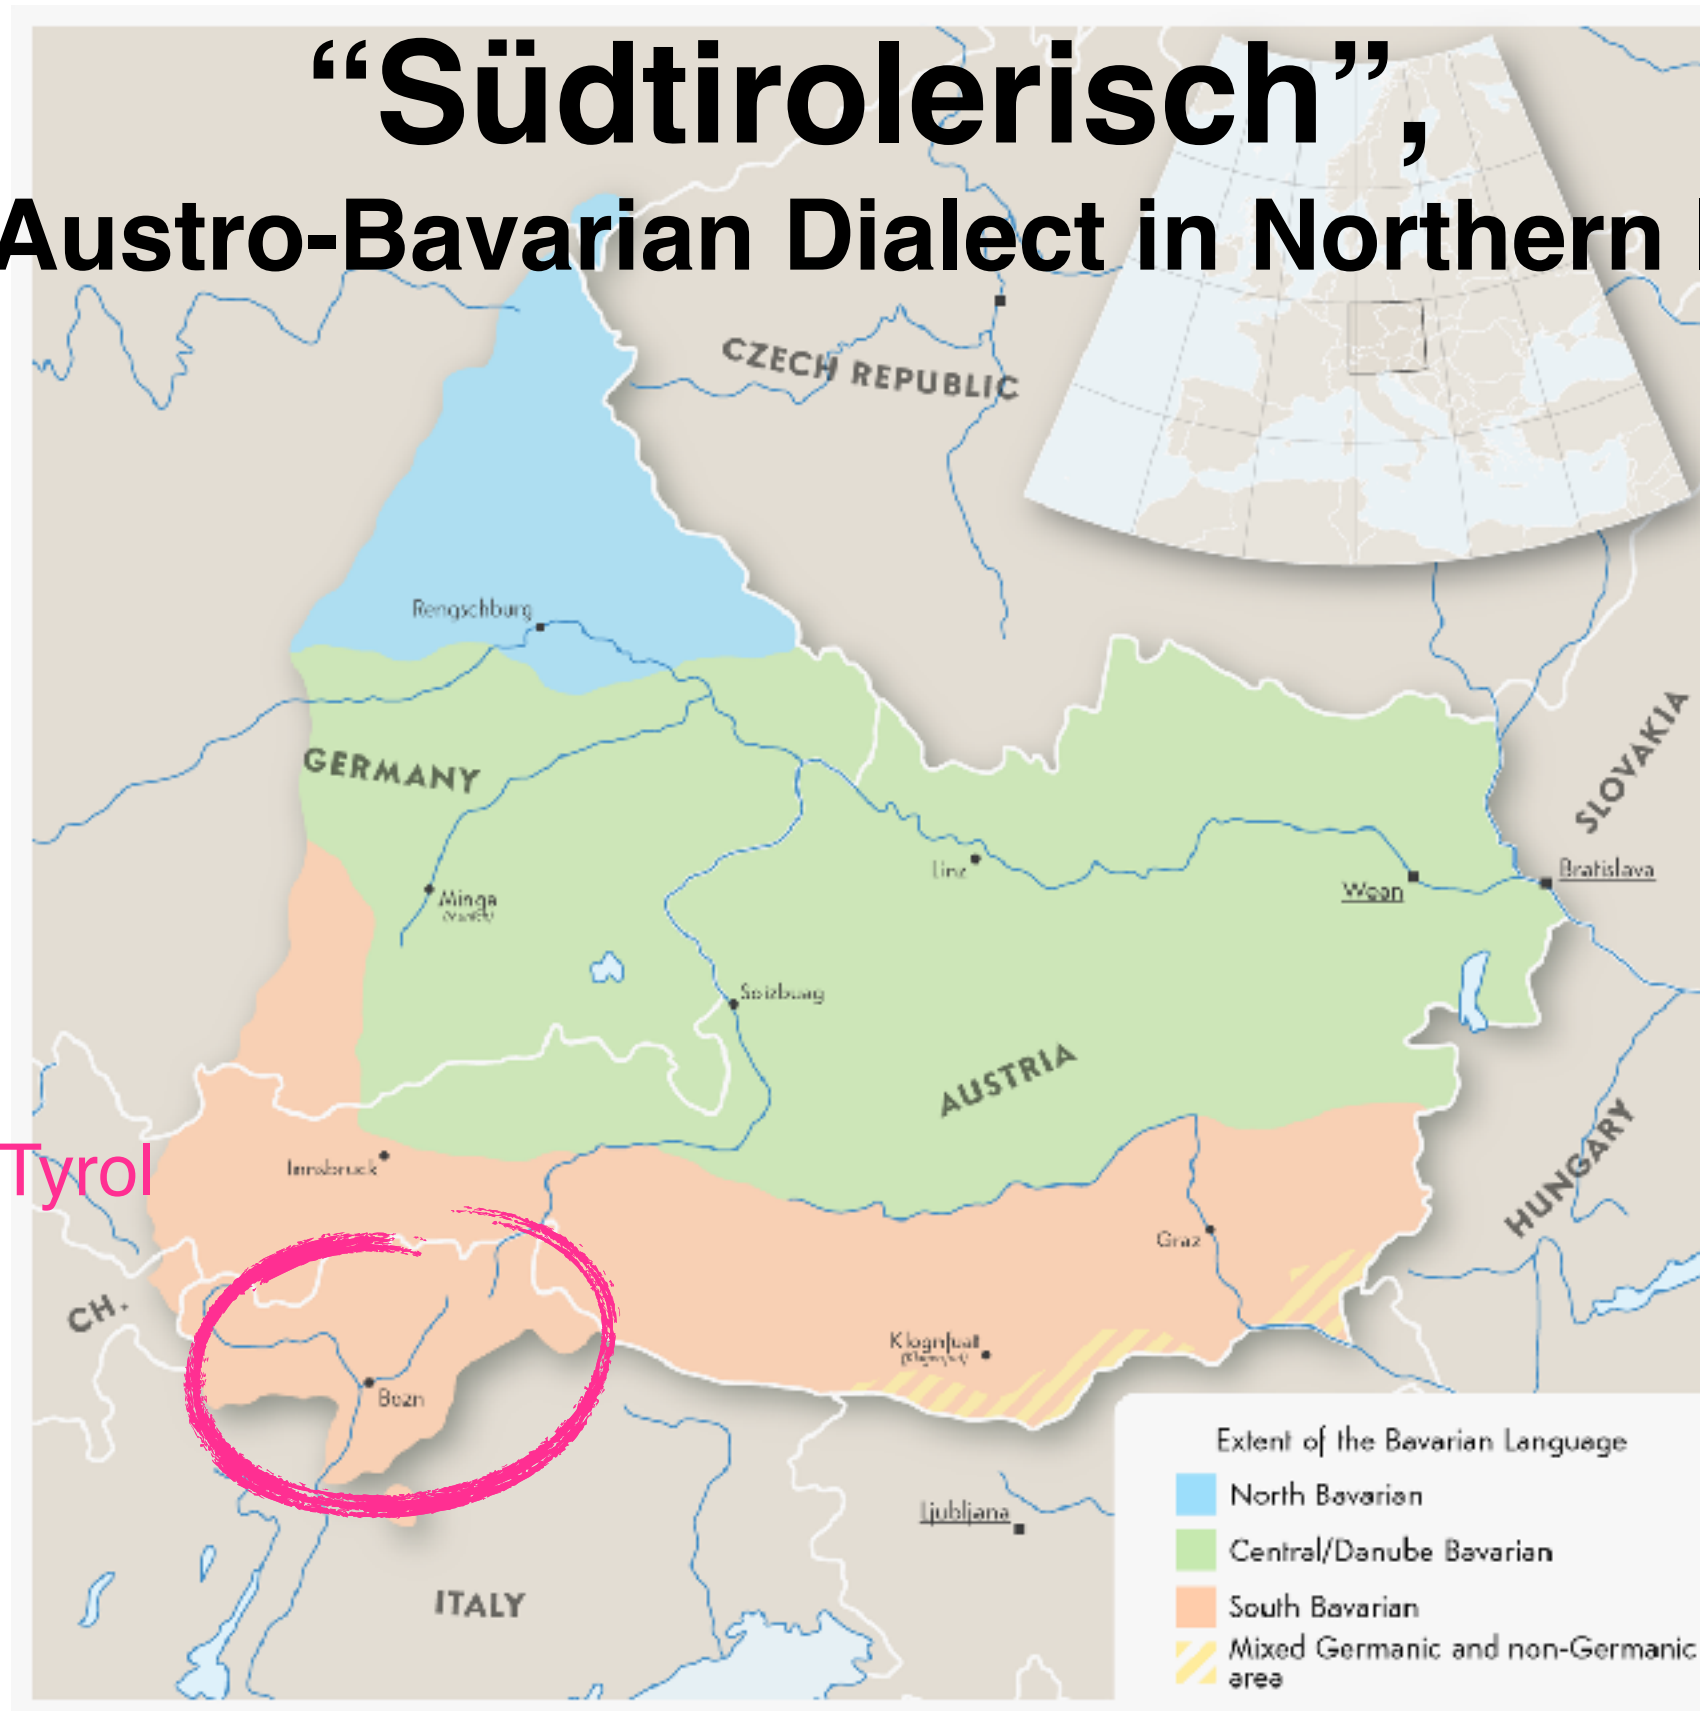 “Südtirolerisch”,
Austro-Bavarian Dialect in Northern
CZECH REPUBLIC
Rengschburg
GERMANY
SLOVAKIA
Linz
Wean
Bratislava
Minga
Soizbuag
AUSTRIA
HUNGARY
Tyrol
Innsbruck
Graz
CH.
Klognfuat
Bozn
Ljubljana
ITALY
Extent of the Bavarian Language
North Bavarian
Central/Danube Bavarian
South Bavarian
Mixed Germanic and non-Germanic
area